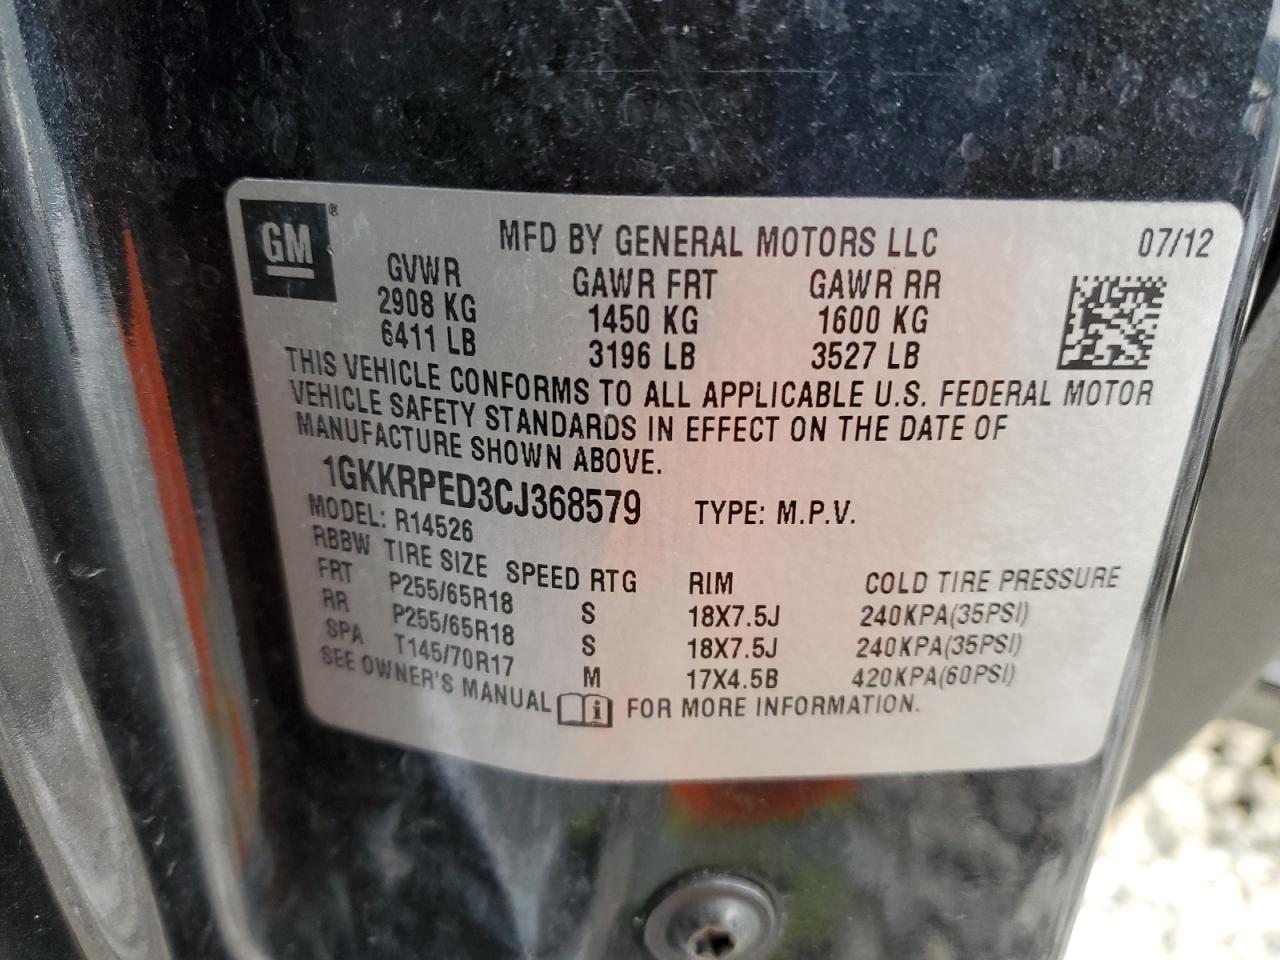 GM ®
MFD BY GENERAL MOTORS LLC 07/12
GVWR GAWR FRT GAWR RR
2908 KG 1450 KG 1600 KG
6411 LB 3196 LB 3527 LB
THIS VEHICLE CONFORMS TO ALL APPLICABLE U.S. FEDERAL MOTOR
VEHICLE SAFETY STANDARDS IN EFFECT ON THE DATE OF
MANUFACTURE SHOWN ABOVE.
1GKKRPED3CJ368579 TYPE: M.P.V.
MODEL: R14526
RBBW TIRE SIZE SPEED RTG RIM COLD TIRE PRESSURE
FRT P255/65R18 S 18X7.5J 240KPA(35PSI)
RR P255/65R18 S 18X7.5J 240KPA(35PSI)
SPA T145/70R17 M 17X4.5B 420KPA(60PSI)
SEE OWNER'S MANUAL i FOR MORE INFORMATION.